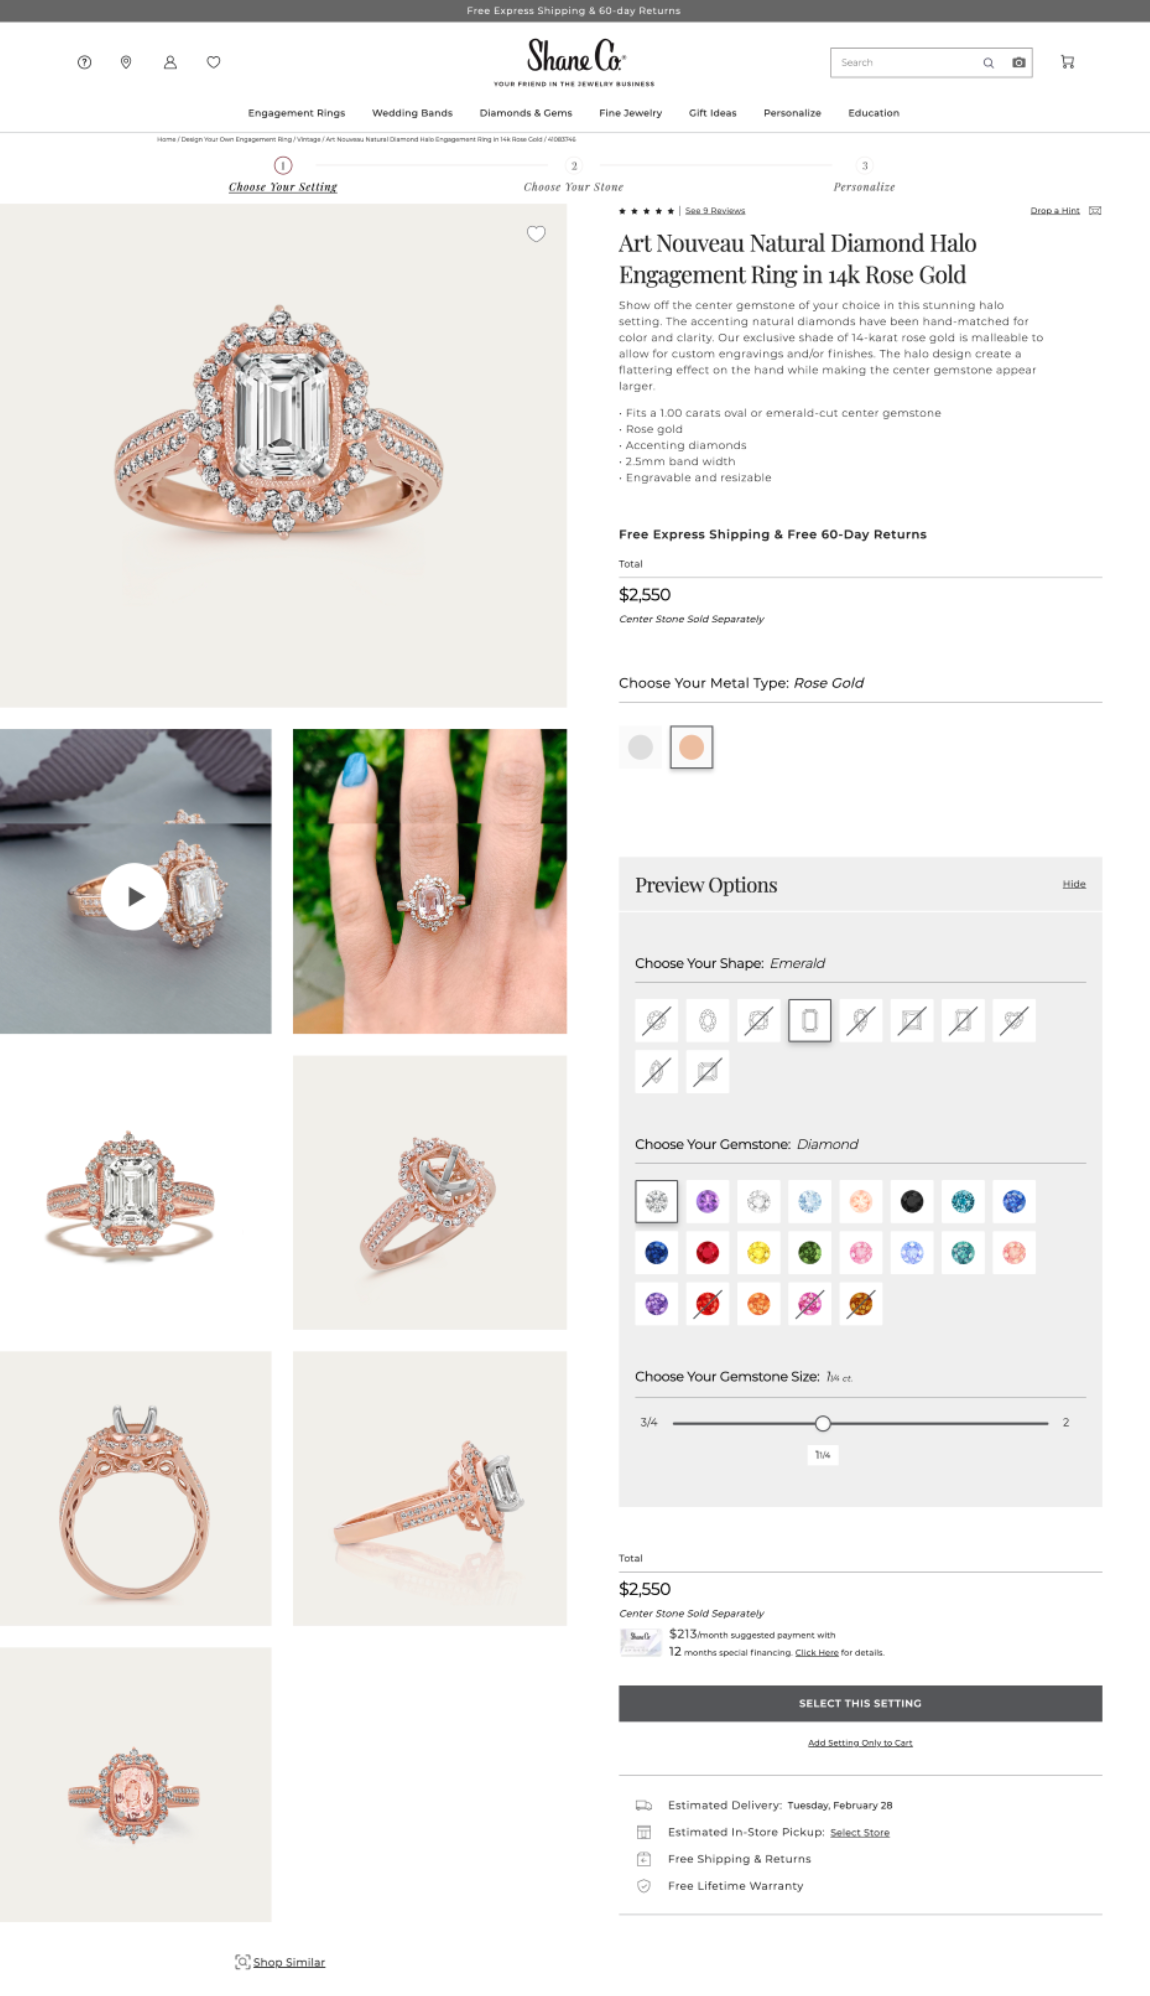 Free Express Shipping & 60-day Returns
Shane Co.
YOUR FRIEND IN THE JEWELRY BUSINESS
Search
Engagement Rings
Wedding Bands
Diamonds & Gems
Fine Jewelry
Gift Ideas
Personalize
Education
Home / Design Your Own Engagement Ring / Vintage / Art Nouveau Natural Diamond Halo Engagement Ring in 14k Rose Gold / 41083746
1
Choose Your Setting
2
Choose Your Stone
3
Personalize
See 9 Reviews
Drop a Hint
Art Nouveau Natural Diamond Halo
Engagement Ring in 14k Rose Gold
Show off the center gemstone of your choice in this stunning halo
setting. The accenting natural diamonds have been hand-matched for
color and clarity. Our exclusive shade of 14-karat rose gold is malleable to
allow for custom engravings and/or finishes. The halo design create a
flattering effect on the hand while making the center gemstone appear
larger.
• Fits a 1.00 carats oval or emerald-cut center gemstone
• Rose gold
• Accenting diamonds
• 2.5mm band width
• Engravable and resizable
Free Express Shipping & Free 60-Day Returns
Total
$2,550
Center Stone Sold Separately
Choose Your Metal Type: Rose Gold
Preview Options
Hide
Choose Your Shape: Emerald
Choose Your Gemstone: Diamond
Choose Your Gemstone Size: 1 1/4 ct.
3/4
2
1 1/4
Total
$2,550
Center Stone Sold Separately
Shane Co.
$213/month suggested payment with
12 months special financing. Click Here for details.
SELECT THIS SETTING
Add Setting Only to Cart
Estimated Delivery: Tuesday, February 28
Estimated In-Store Pickup: Select Store
Free Shipping & Returns
Free Lifetime Warranty
Shop Similar